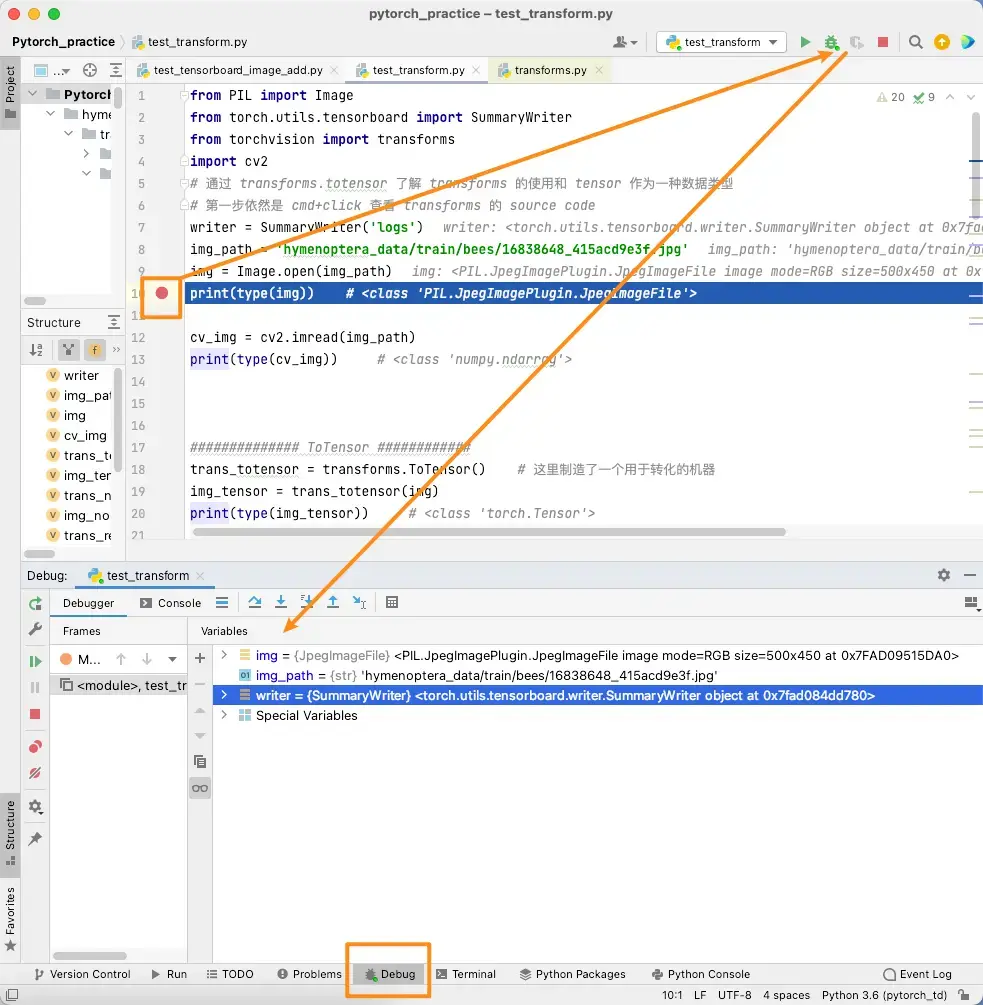 pytorch_practice – test_transform.py
Pytorch_practice
test_transform.py
test_transform
Project
...
test_tensorboard_image_add.py
test_transform.py
transforms.py
Pytorch
hyme
tr
20
9
1 from PIL import Image
2 from torch.utils.tensorboard import SummaryWriter
3 from torchvision import transforms
4 import cv2
5 # 通过 transforms.totensor 了解 transforms 的使用和 tensor 作为一种数据类型
6 # 第一步依然是 cmd+click 查看 transforms 的 source code
7 writer = SummaryWriter('logs') writer: <torch.utils.tensorboard.writer.SummaryWriter object at 0x7fad
8 img_path = 'hymenoptera_data/train/bees/16838648_415acd9e3f.jpg' img_path: 'hymenoptera_data/train/
9 img = Image.open(img_path) img: <PIL.JpegImagePlugin.JpegImageFile image mode=RGB size=500x450 at 0x
10 print(type(img)) # <class 'PIL.JpegImagePlugin.JpegImageFile'>
11
12 cv_img = cv2.imread(img_path)
13 print(type(cv_img)) # <class 'numpy.ndarray'>
14
15
16
17 ############## ToTensor ############
18 trans_totensor = transforms.ToTensor() # 这里制造了一个用于转化的机器
19 img_tensor = trans_totensor(img)
20 print(type(img_tensor)) # <class 'torch.Tensor'>
21
Structure
writer
img_pa
img
cv_img
trans_t
img_ter
trans_n
img_no
trans_re
Debug:
test_transform
Debugger
Console
Frames
Variables
M...
<module>, test_tr
img = {JpegImageFile} <PIL.JpegImagePlugin.JpegImageFile image mode=RGB size=500x450 at 0x7FAD09515DA0>
img_path = {str} 'hymenoptera_data/train/bees/16838648_415acd9e3f.jpg'
writer = {SummaryWriter} <torch.utils.tensorboard.writer.SummaryWriter object at 0x7fad084dd780>
Special Variables
Structure
Favorites
Version Control
Run
TODO
Problems
Debug
Terminal
Python Packages
Python Console
Event Log
10:1 LF UTF-8 4 spaces Python 3.6 (pytorch_td)